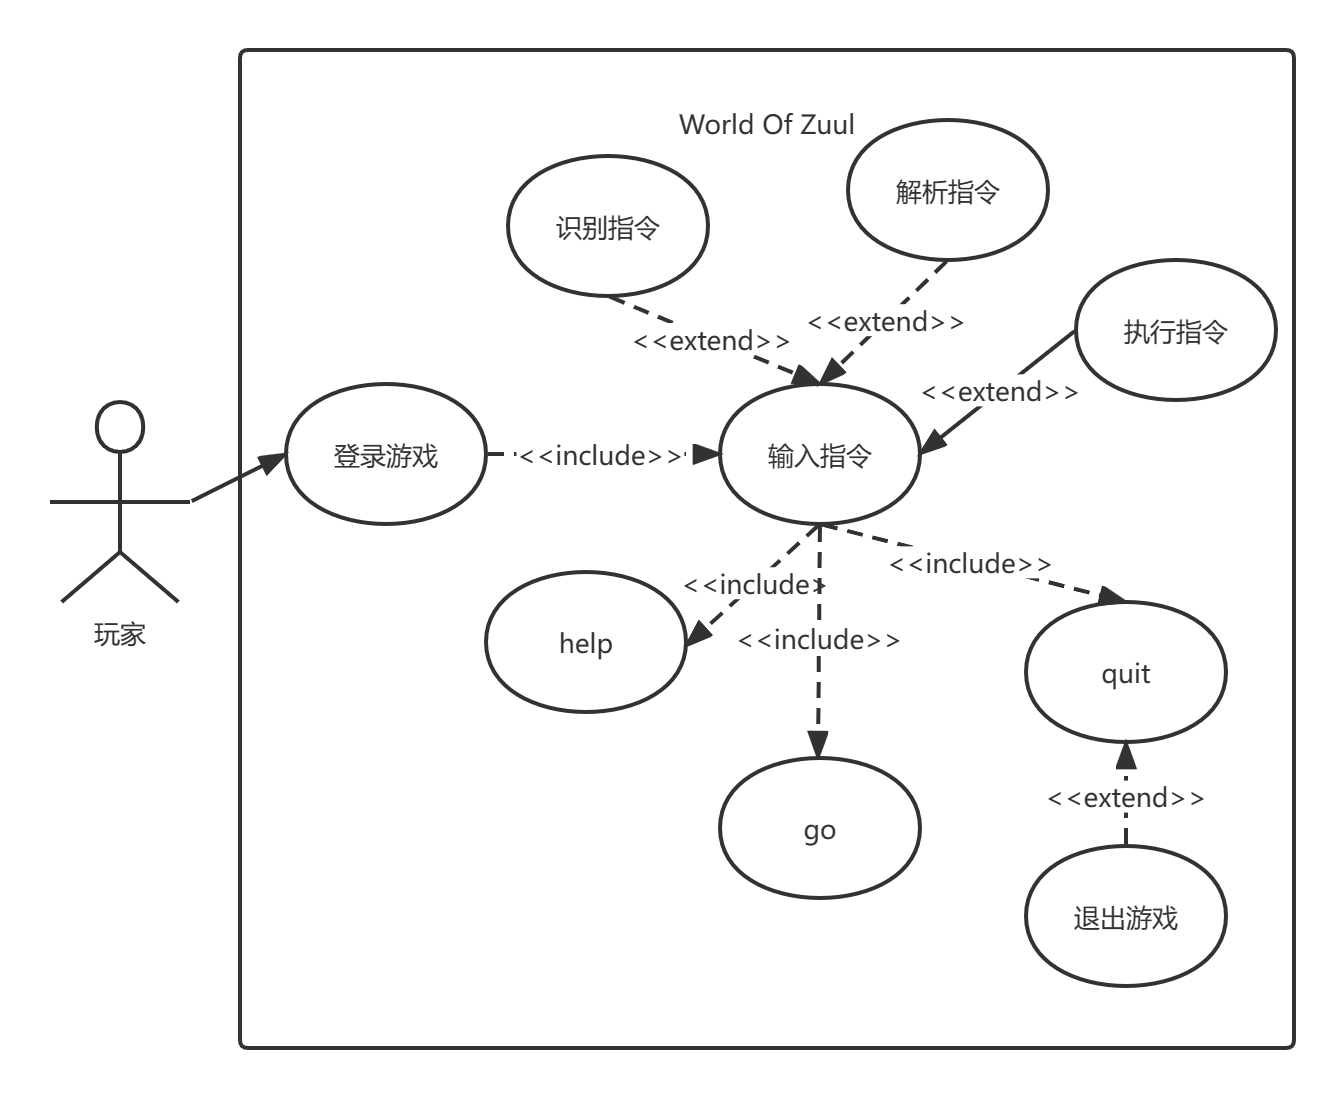 World Of Zuul
解析指令
识别指令
<<extend>>
<<extend>>
执行指令
<<extend>>
登录游戏
<<include>>
输入指令
<<include>>
<<include>
<<include>>
玩家
help
quit
<<extend>>
go
退出游戏